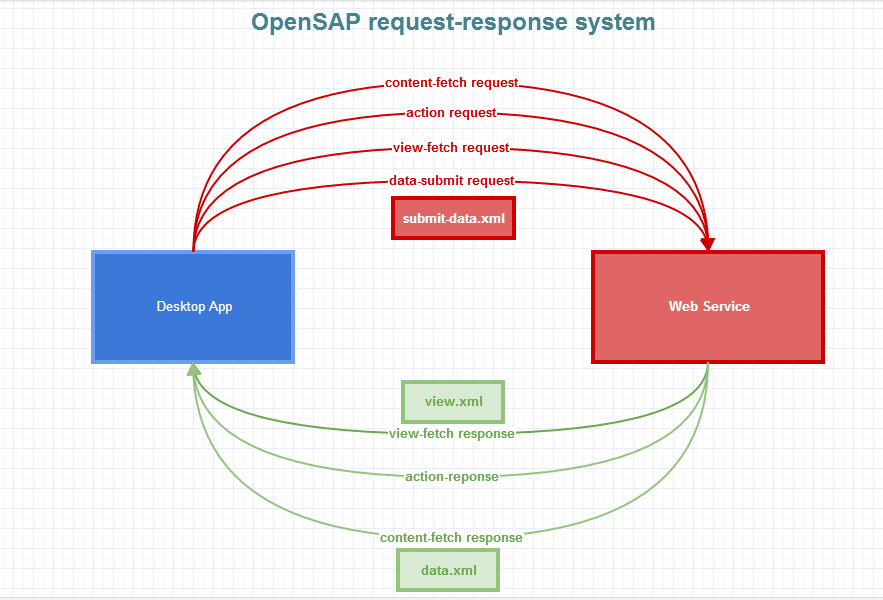 OpenSAP request-response system
content-fetch request
action request
view-fetch request
data-submit request
submit-data.xml
Desktop App
Web Service
view.xml
view-fetch response
action-reponse
content-fetch response
data.xml